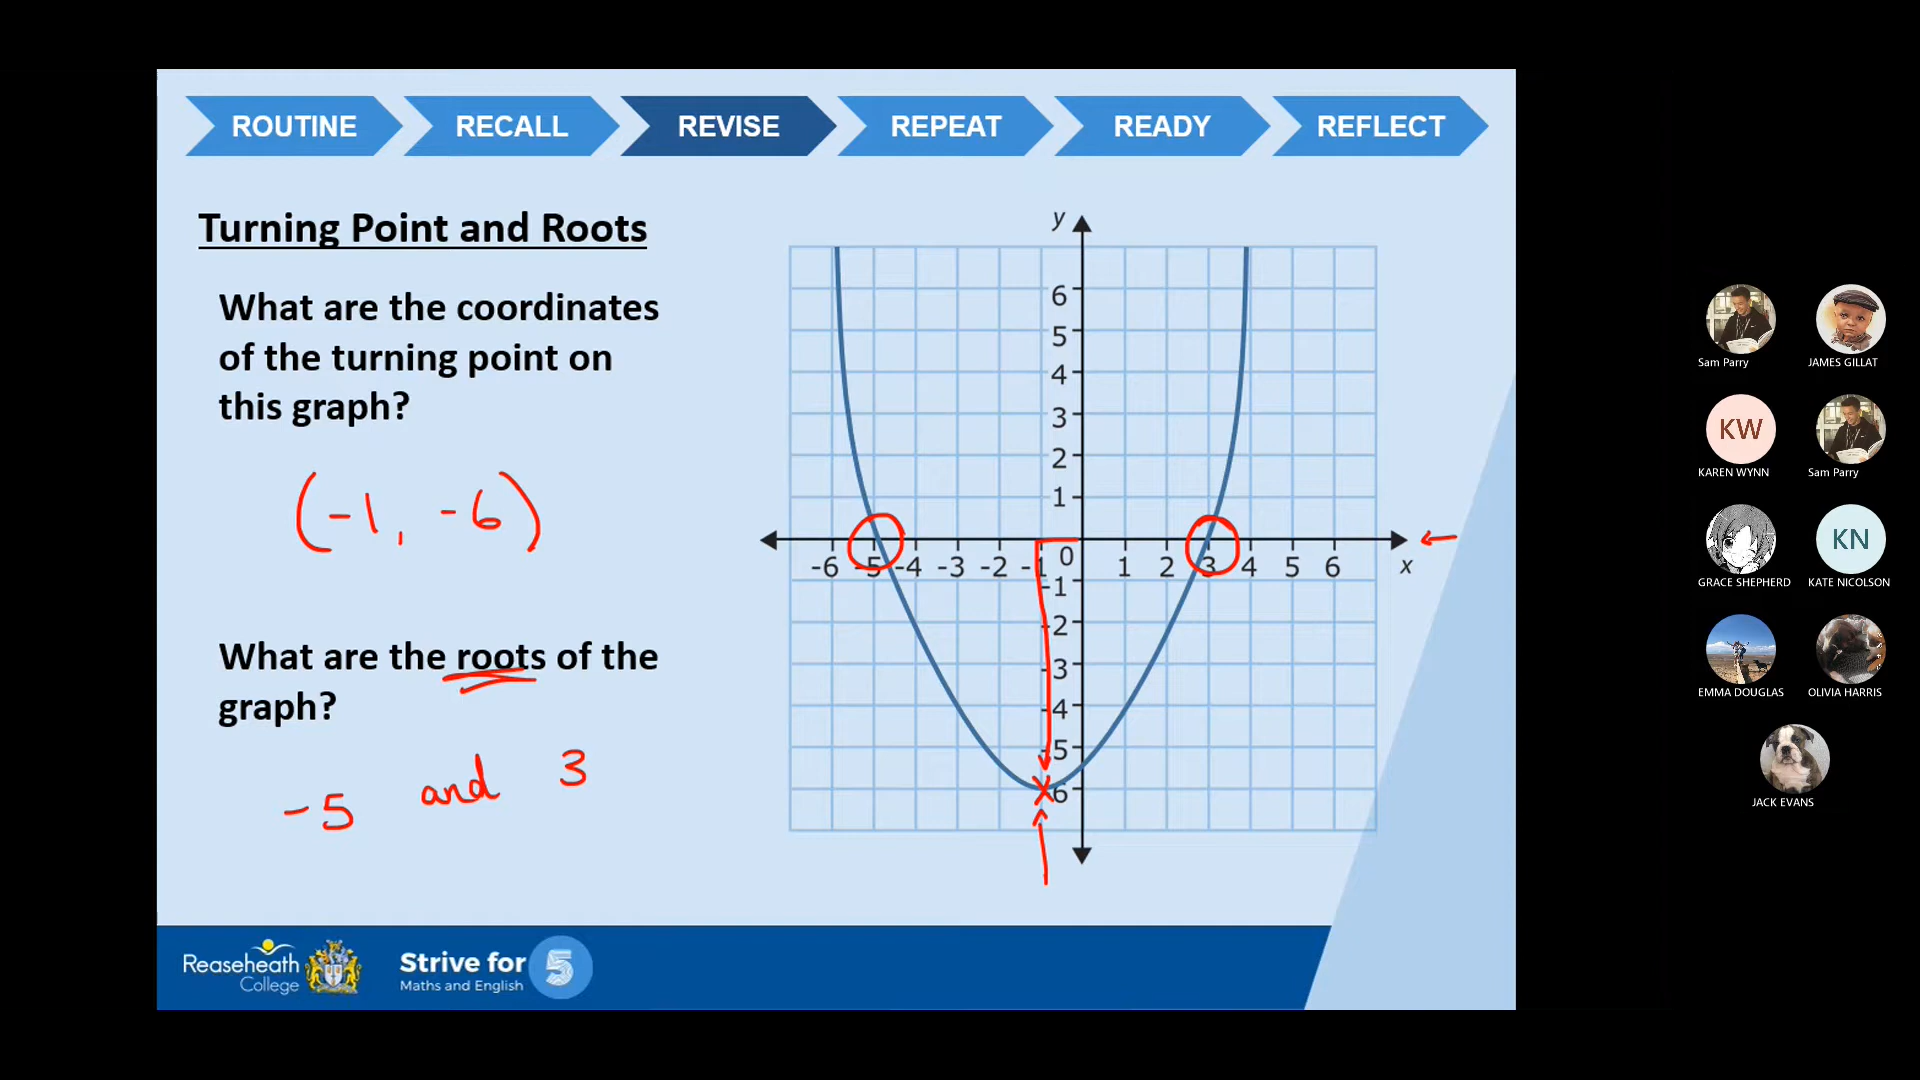 ROUTINE RECALL REVISE REPEAT READY REFLECT
Turning Point and Roots
What are the coordinates
of the turning point on
this graph?
(-1, -6)
What are the roots of the
graph?
-5 and 3
y
6
5
4
3
2
1
-6 -5 -4 -3 -2 -1 0 1 2 3 4 5 6 x
-1
-2
-3
-4
-5
-6
Reaseheath
College
Strive for 5
Maths and English
Sam Parry JAMES GILLAT
KW
KAREN WYNN Sam Parry
KN
GRACE SHEPHERD KATE NICOLSON
EMMA DOUGLAS OLIVIA HARRIS
JACK EVANS